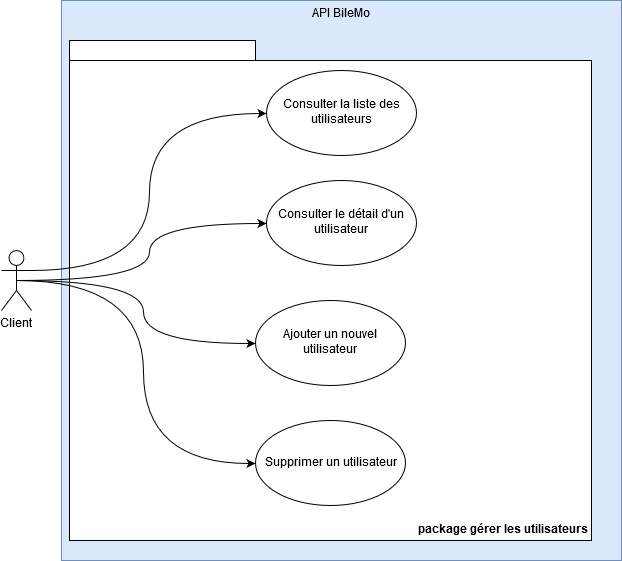 API BileMo
Consulter la liste des
utilisateurs
Consulter le détail d'un
utilisateur
Client
Ajouter un nouvel
utilisateur
Supprimer un utilisateur
package gérer les utilisateurs